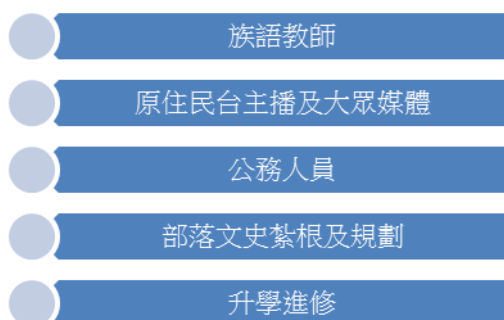 族語教師
原住民台主播及大眾媒體
公務人員
部落文史紮根及規劃
升學進修